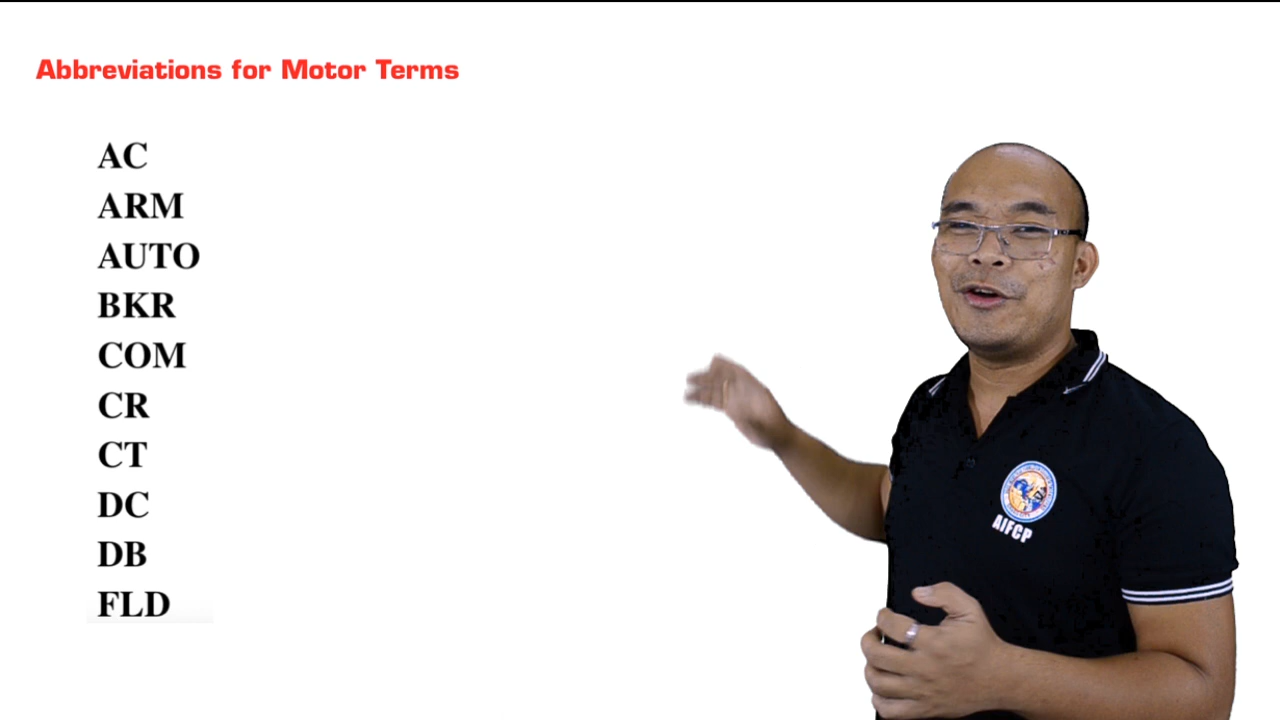 Abbreviations for Motor Terms
AC
ARM
AUTO
BKR
COM
CR
CT
DC
DB
FLD
AIFCP